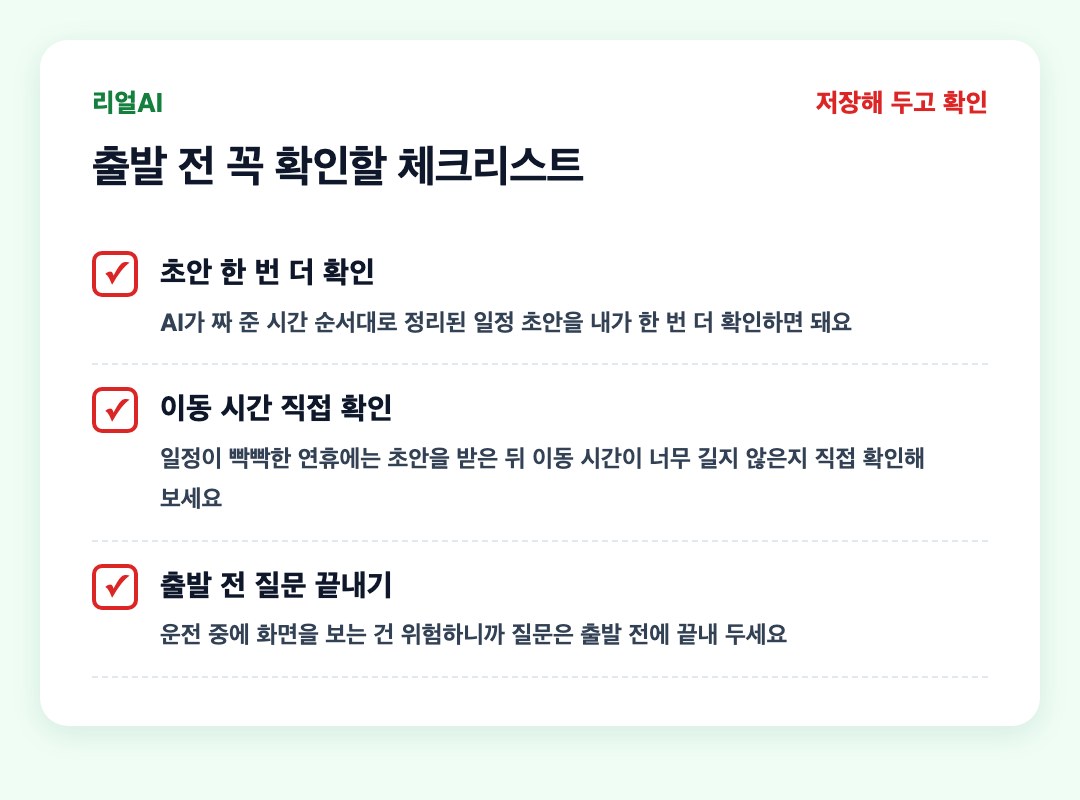 리얼AI
저장해 두고 확인
출발 전 꼭 확인할 체크리스트
초안 한 번 더 확인
AI가 짜 준 시간 순서대로 정리된 일정 초안을 내가 한 번 더 확인하면 돼요
이동 시간 직접 확인
일정이 빡빡한 연휴에는 초안을 받은 뒤 이동 시간이 너무 길지 않은지 직접 확인해
보세요
출발 전 질문 끝내기
운전 중에 화면을 보는 건 위험하니까 질문은 출발 전에 끝내 두세요